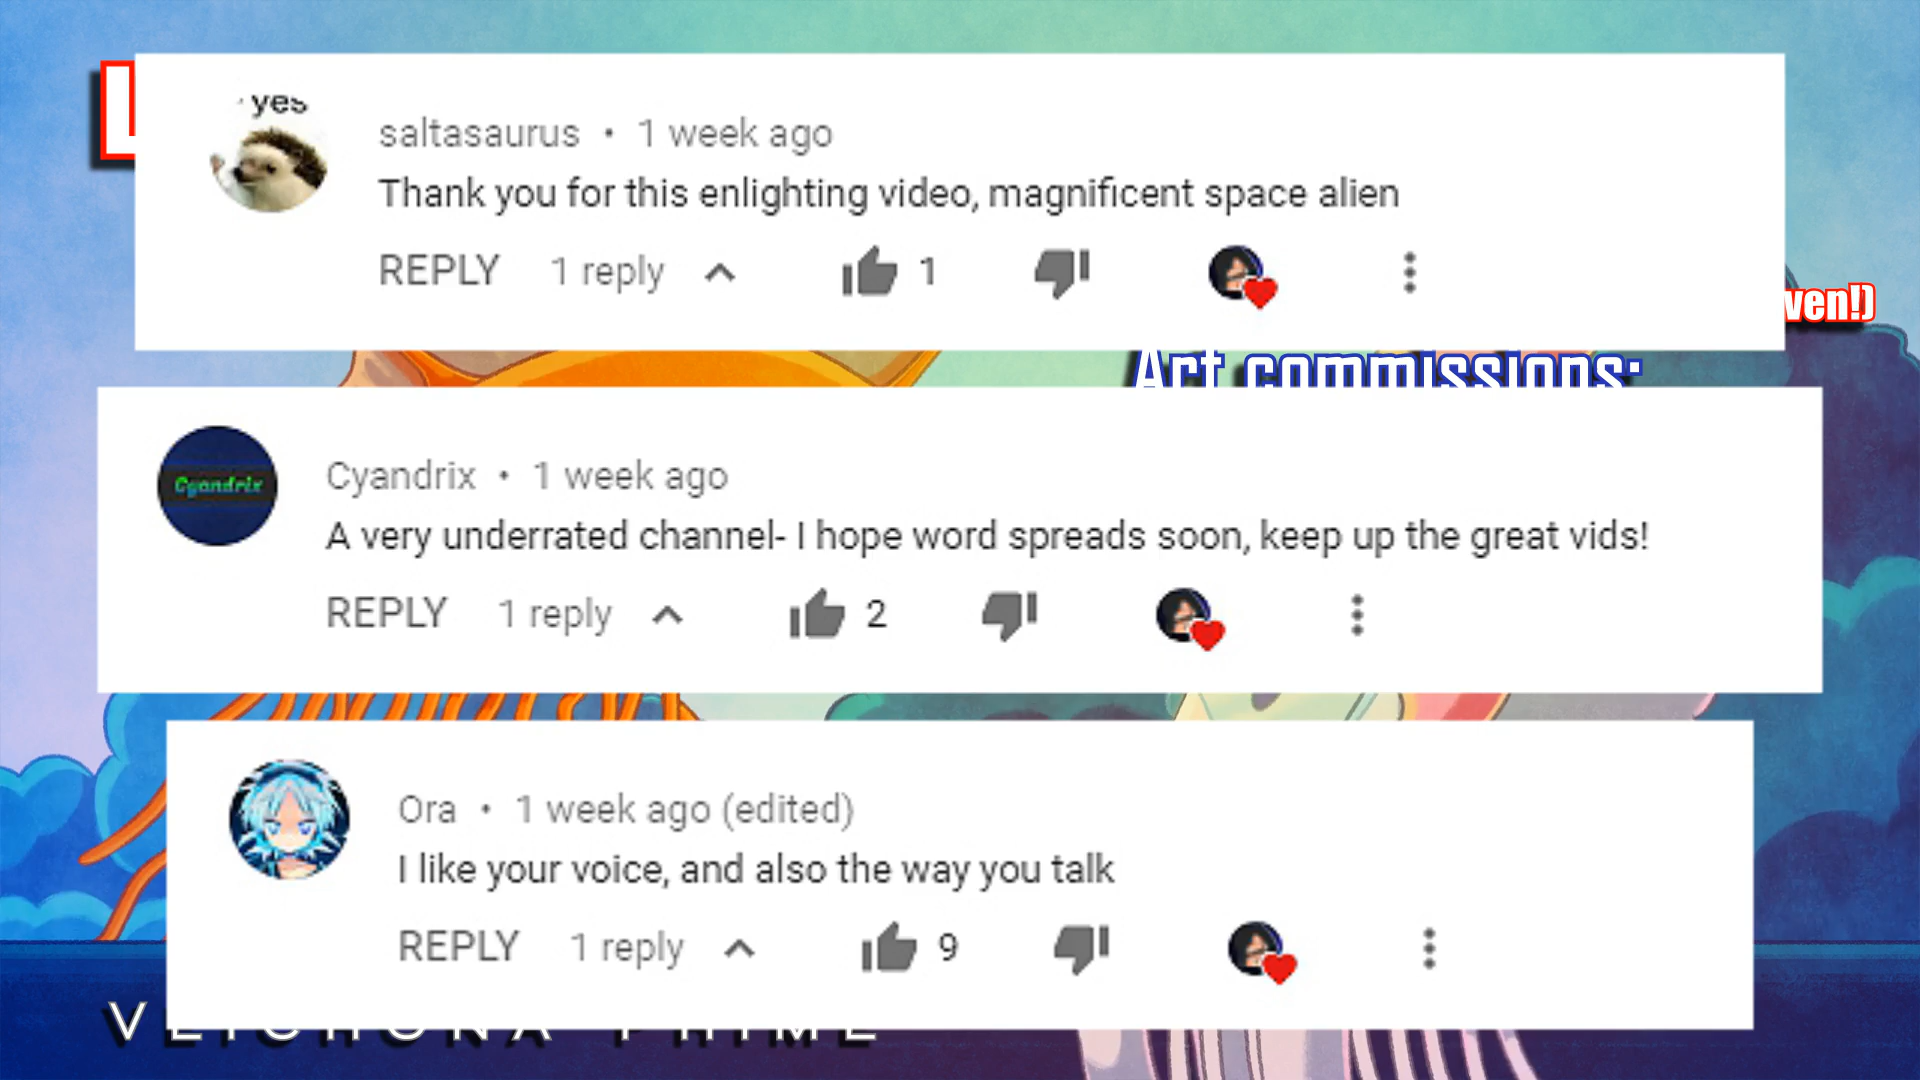 yes
saltasaurus • 1 week ago
Thank you for this enlighting video, magnificent space alien
REPLY 1 reply 1
ven!)
Art commissions:
Cyandrix
Cyandrix • 1 week ago
A very underrated channel- I hope word spreads soon, keep up the great vids!
REPLY 1 reply 2
Ora • 1 week ago (edited)
I like your voice, and also the way you talk
REPLY 1 reply 9